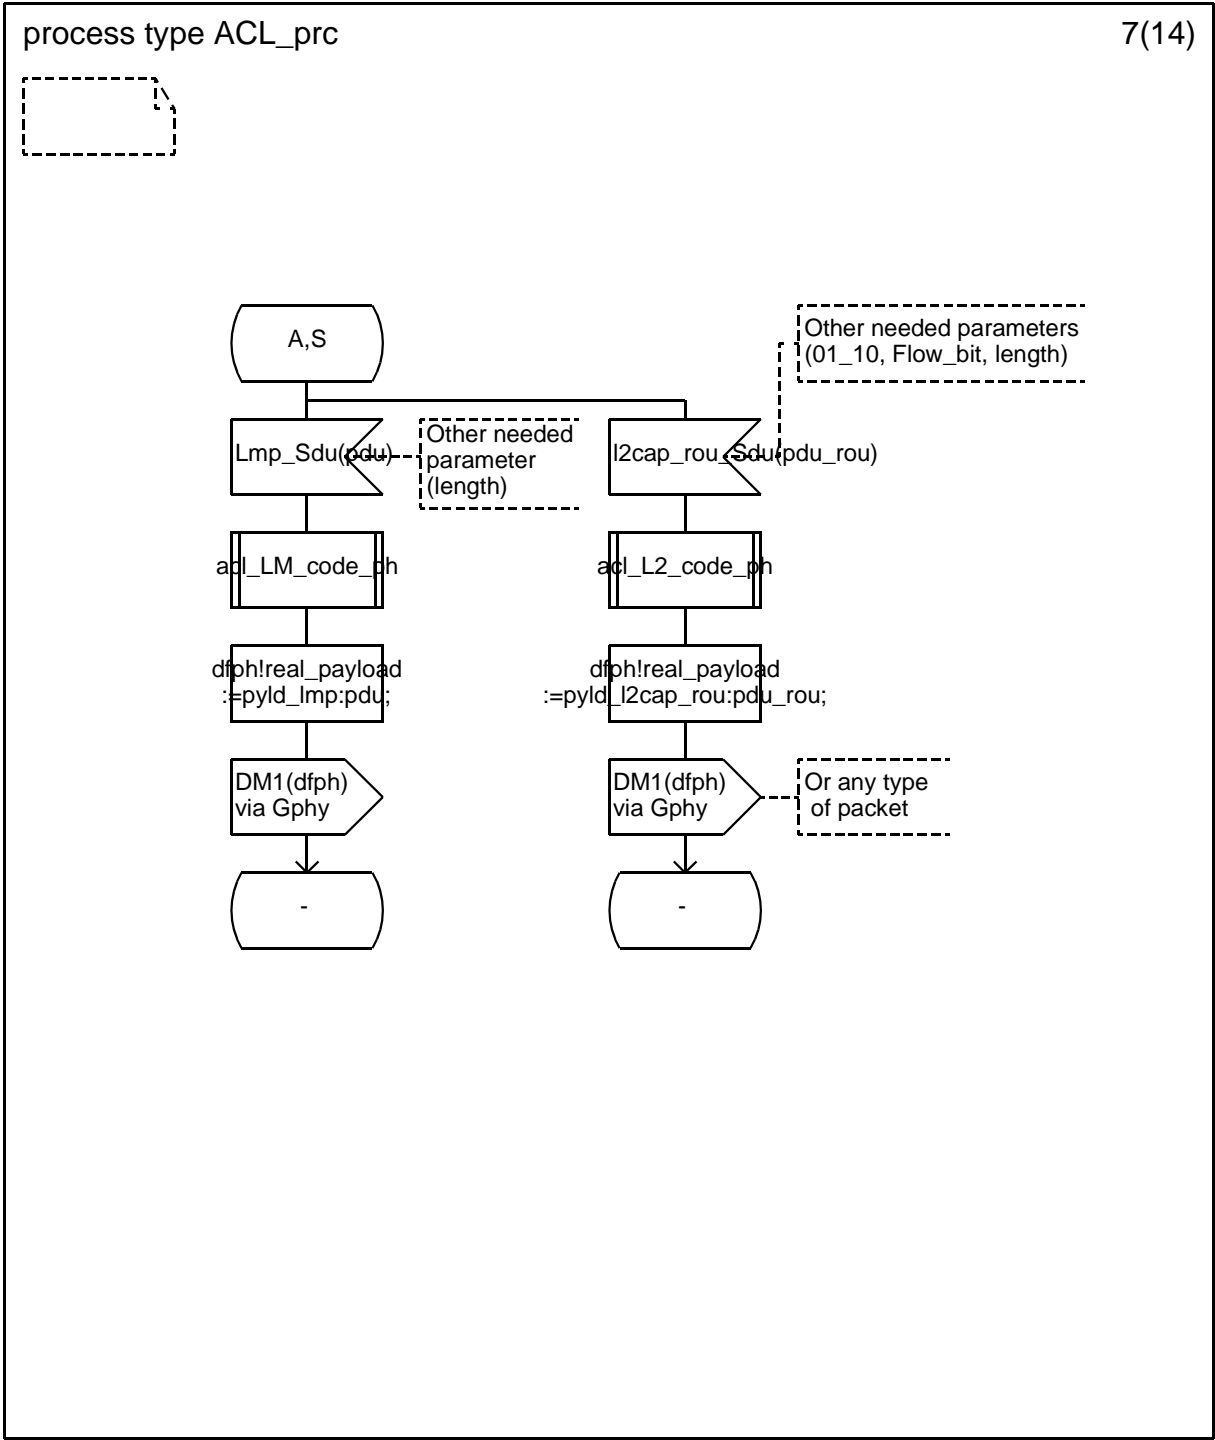 process type ACL_prc
7(14)
A,S
Other needed parameters
(01_10, Flow_bit, length)
Lmp_Sdu(pdu)
Other needed
parameter
(length)
l2cap_rou_Sdu(pdu_rou)
acl_LM_code_ph
acl_L2_code_ph
dfph!real_payload
:=pyld_lmp:pdu;
dfph!real_payload
:=pyld_l2cap_rou:pdu_rou;
DM1(dfph)
via Gphy
DM1(dfph)
via Gphy
Or any type
of packet
-
-